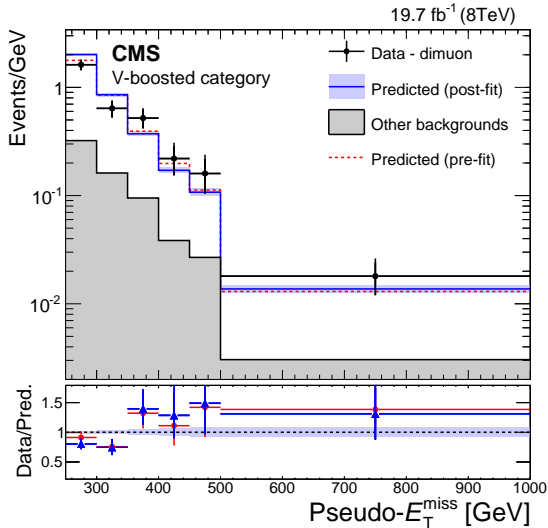 19.7 fb⁻¹ (8TeV)
CMS
V-boosted category
Data - dimuon
Predicted (post-fit)
Other backgrounds
Predicted (pre-fit)
Events/GeV
1
10⁻¹
10⁻²
Data/Pred.
1.5
1
0.5
300 400 500 600 700 800 900 1000
Pseudo-E_T^miss [GeV]